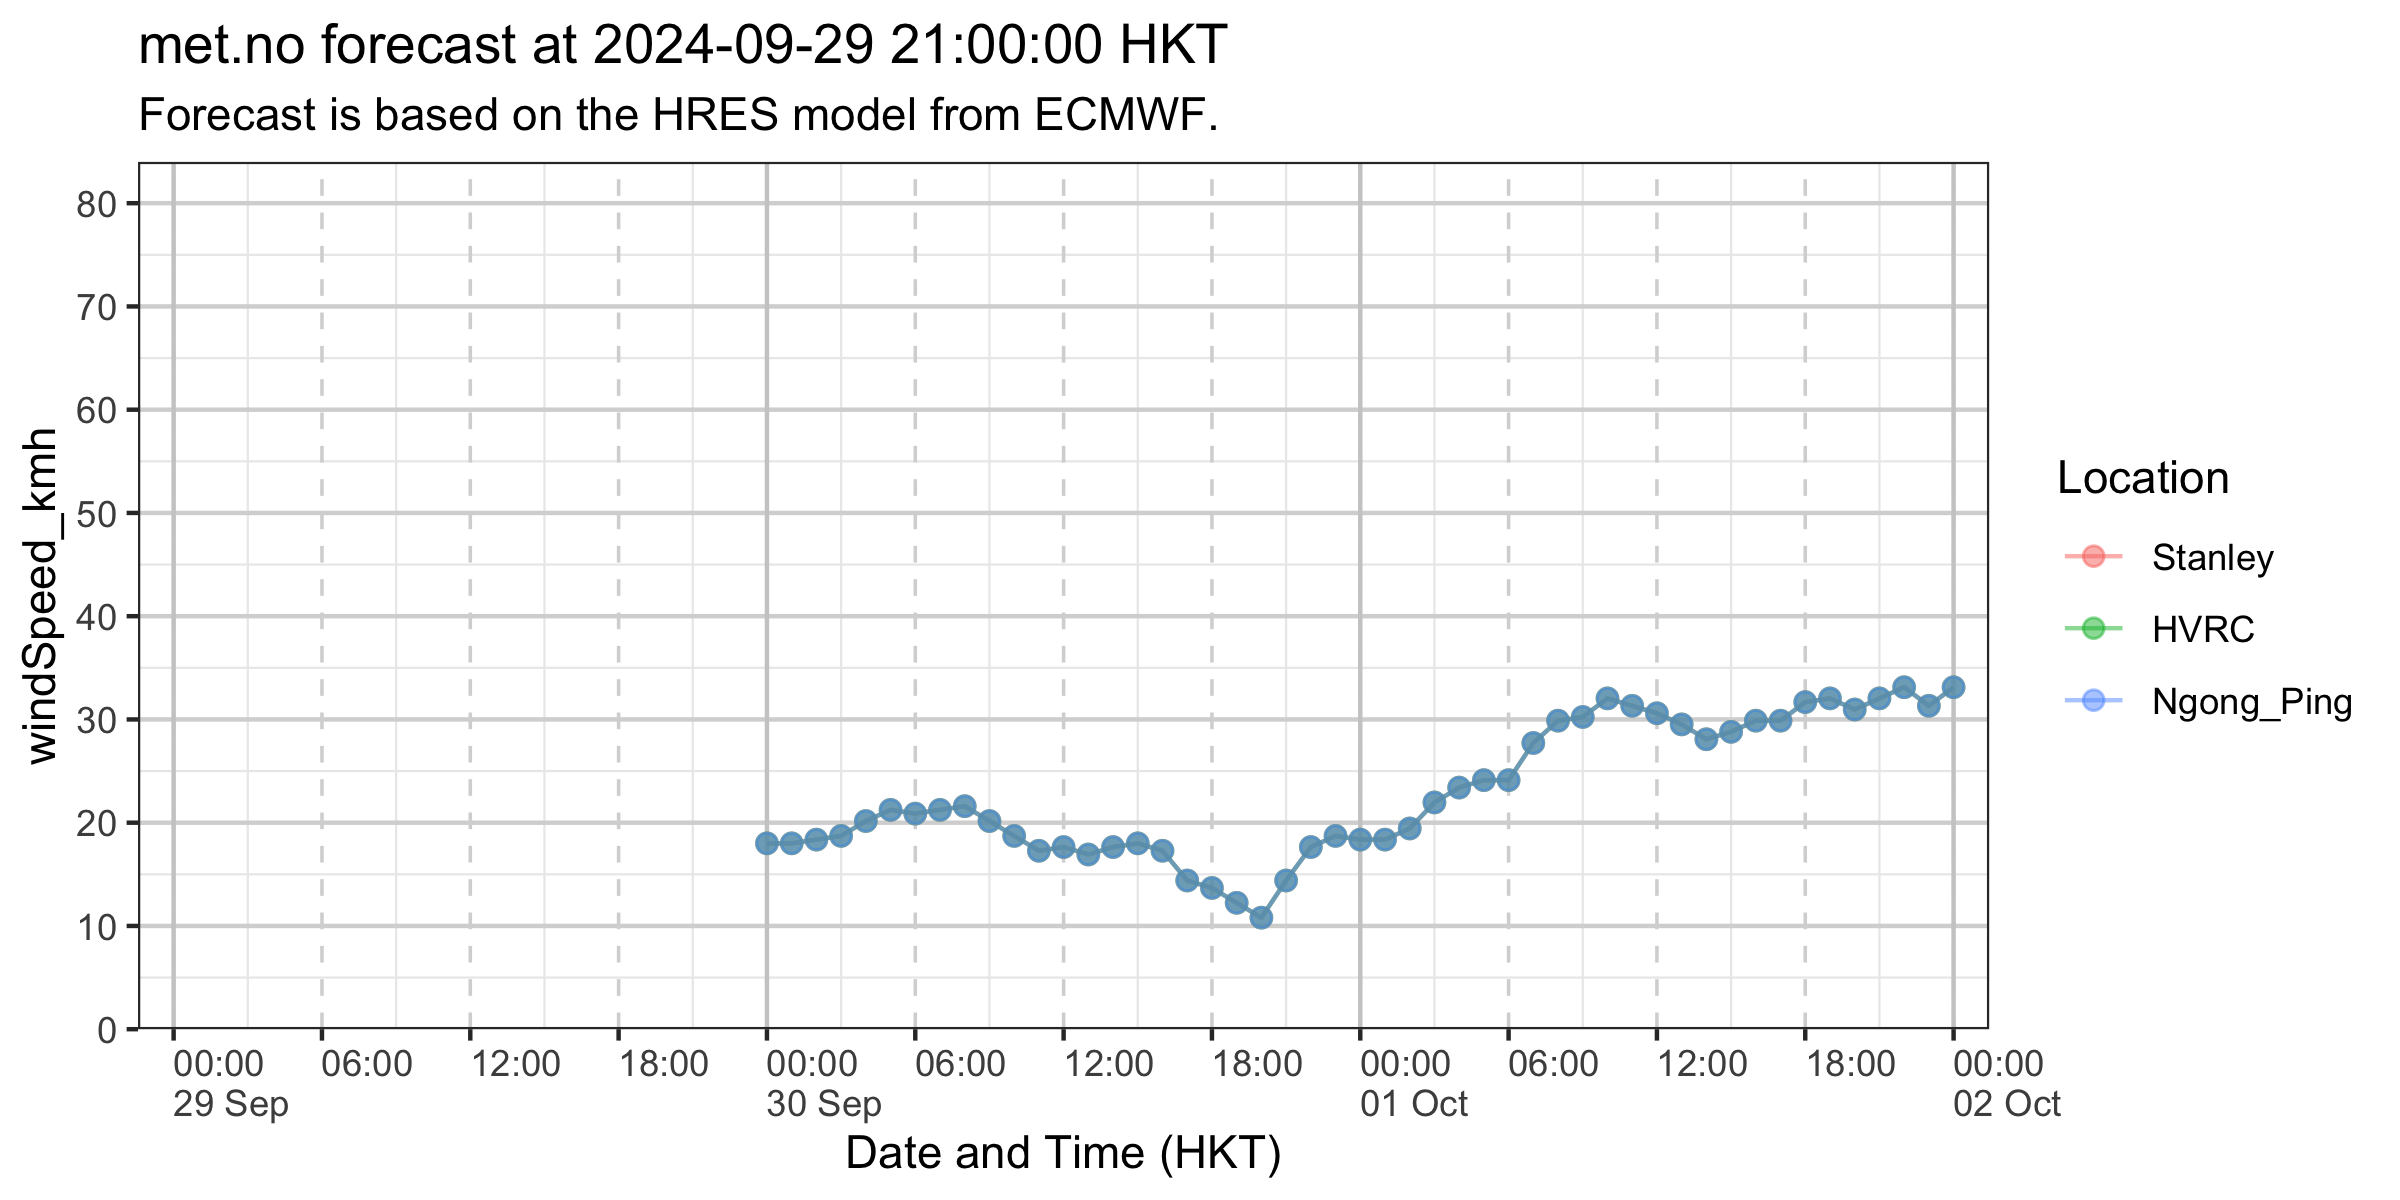 met.no forecast at 2024-09-29 21:00:00 HKT
Forecast is based on the HRES model from ECMWF.
windSpeed_kmh
80
70
60
50
40
30
20
10
0
00:00 06:00 12:00 18:00 00:00 06:00 12:00 18:00 00:00 06:00 12:00 18:00 00:00
29 Sep 30 Sep 01 Oct 02 Oct
Date and Time (HKT)
Location
Stanley
HVRC
Ngong_Ping